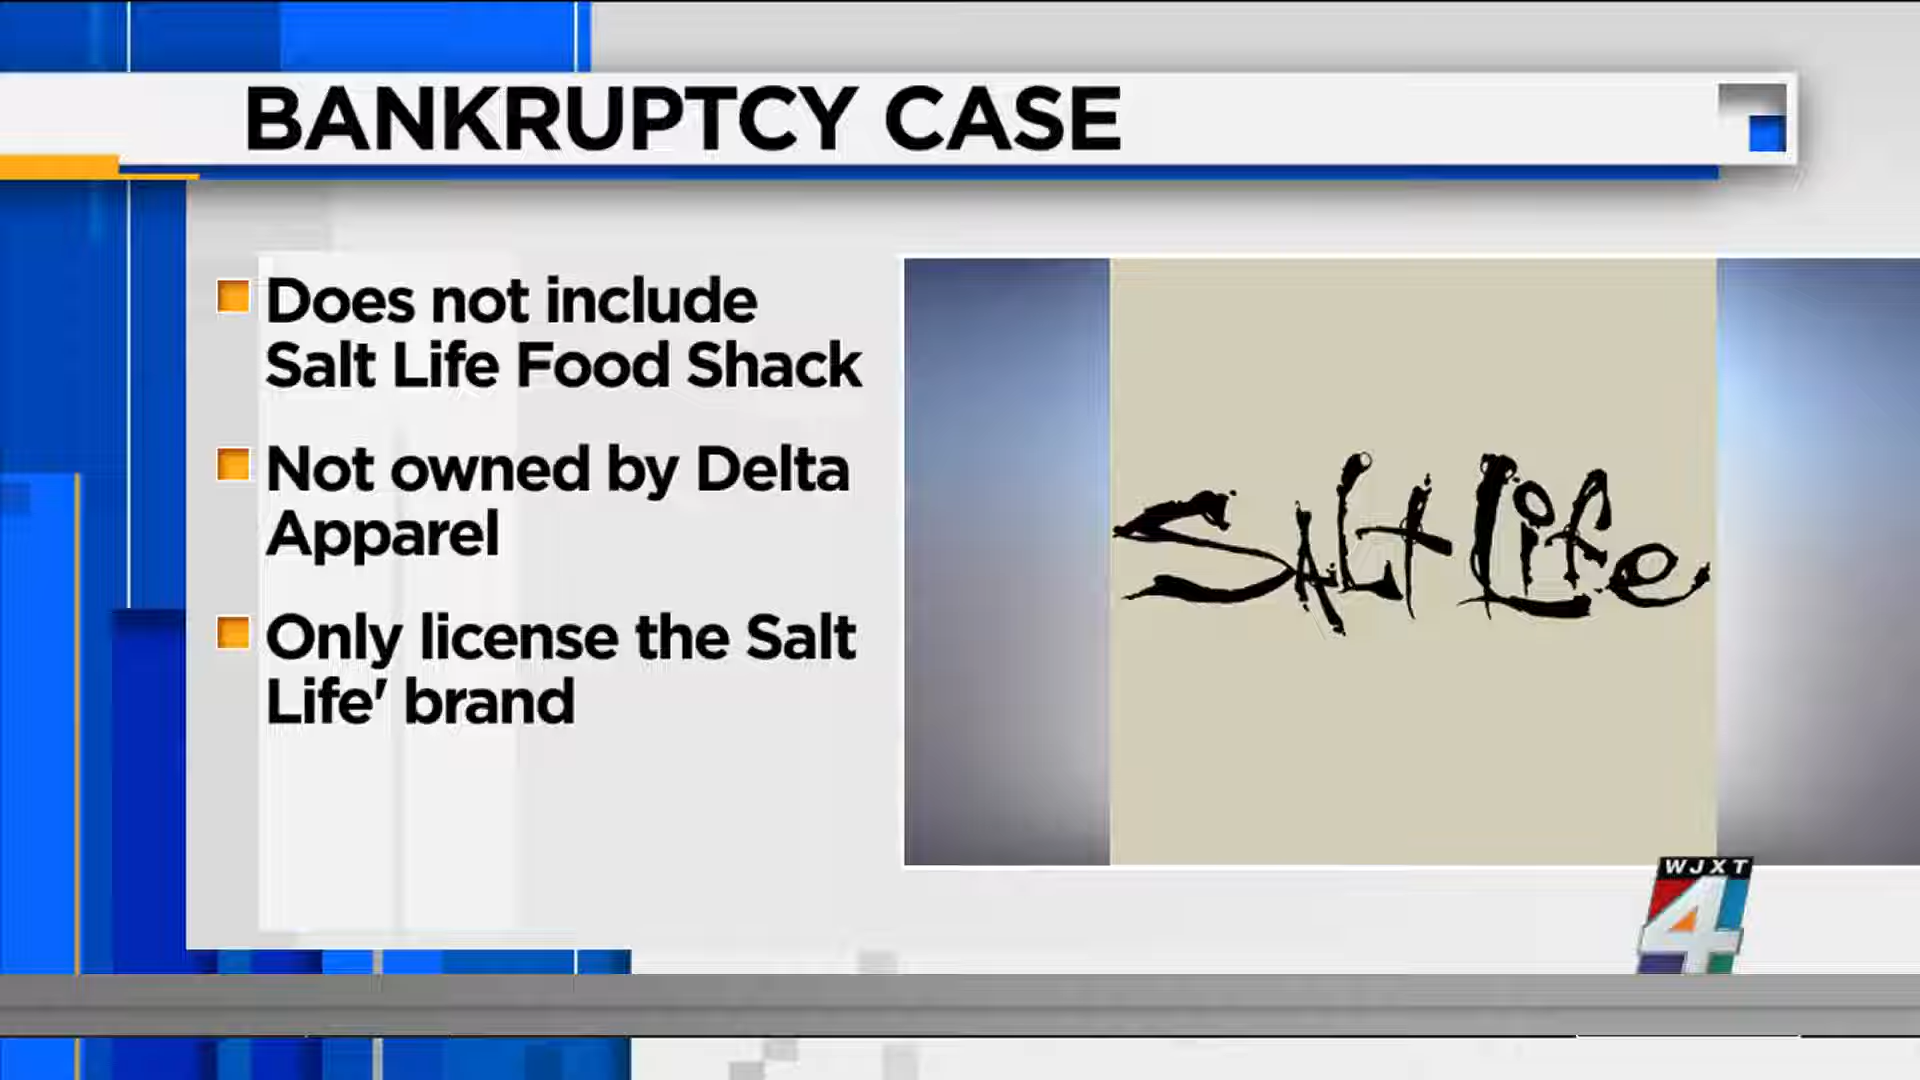 BANKRUPTCY CASE
Does not include
Salt Life Food Shack
Not owned by Delta
Apparel
Only license the Salt
Life' brand
Salt Life
WJXT
4